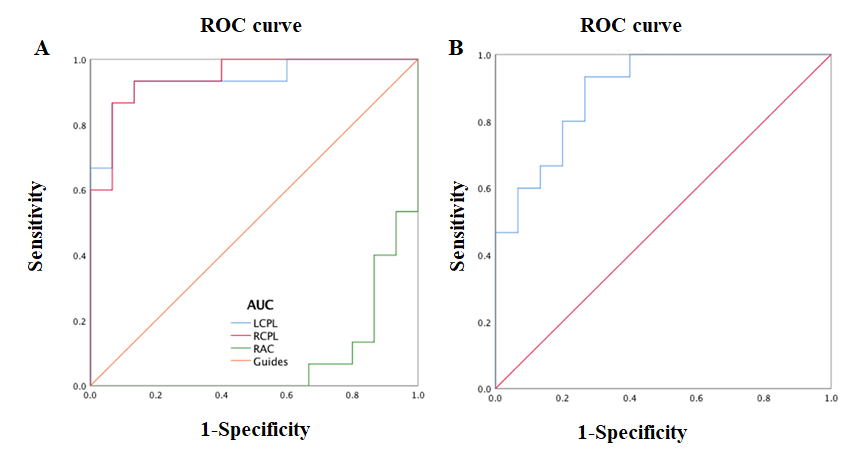 ROC curve
A
1.0
0.8
0.6
0.4
0.2
0.0
Sensitivity
AUC
LCPL
RCPL
RAC
Guides
0.0 0.2 0.4 0.6 0.8 1.0
1-Specificity
ROC curve
B
1.0
0.8
0.6
0.4
0.2
0.0
Sensitivity
0.0 0.2 0.4 0.6 0.8 1.0
1-Specificity